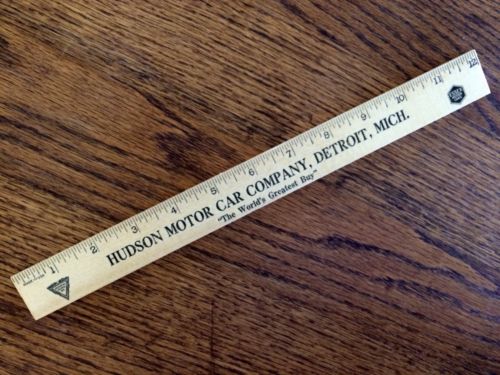 1 2 3 4 5 6 7 8 9 10 11 12
HUDSON MOTOR CAR COMPANY, DETROIT, MICH.
"The World's Greatest Buy"